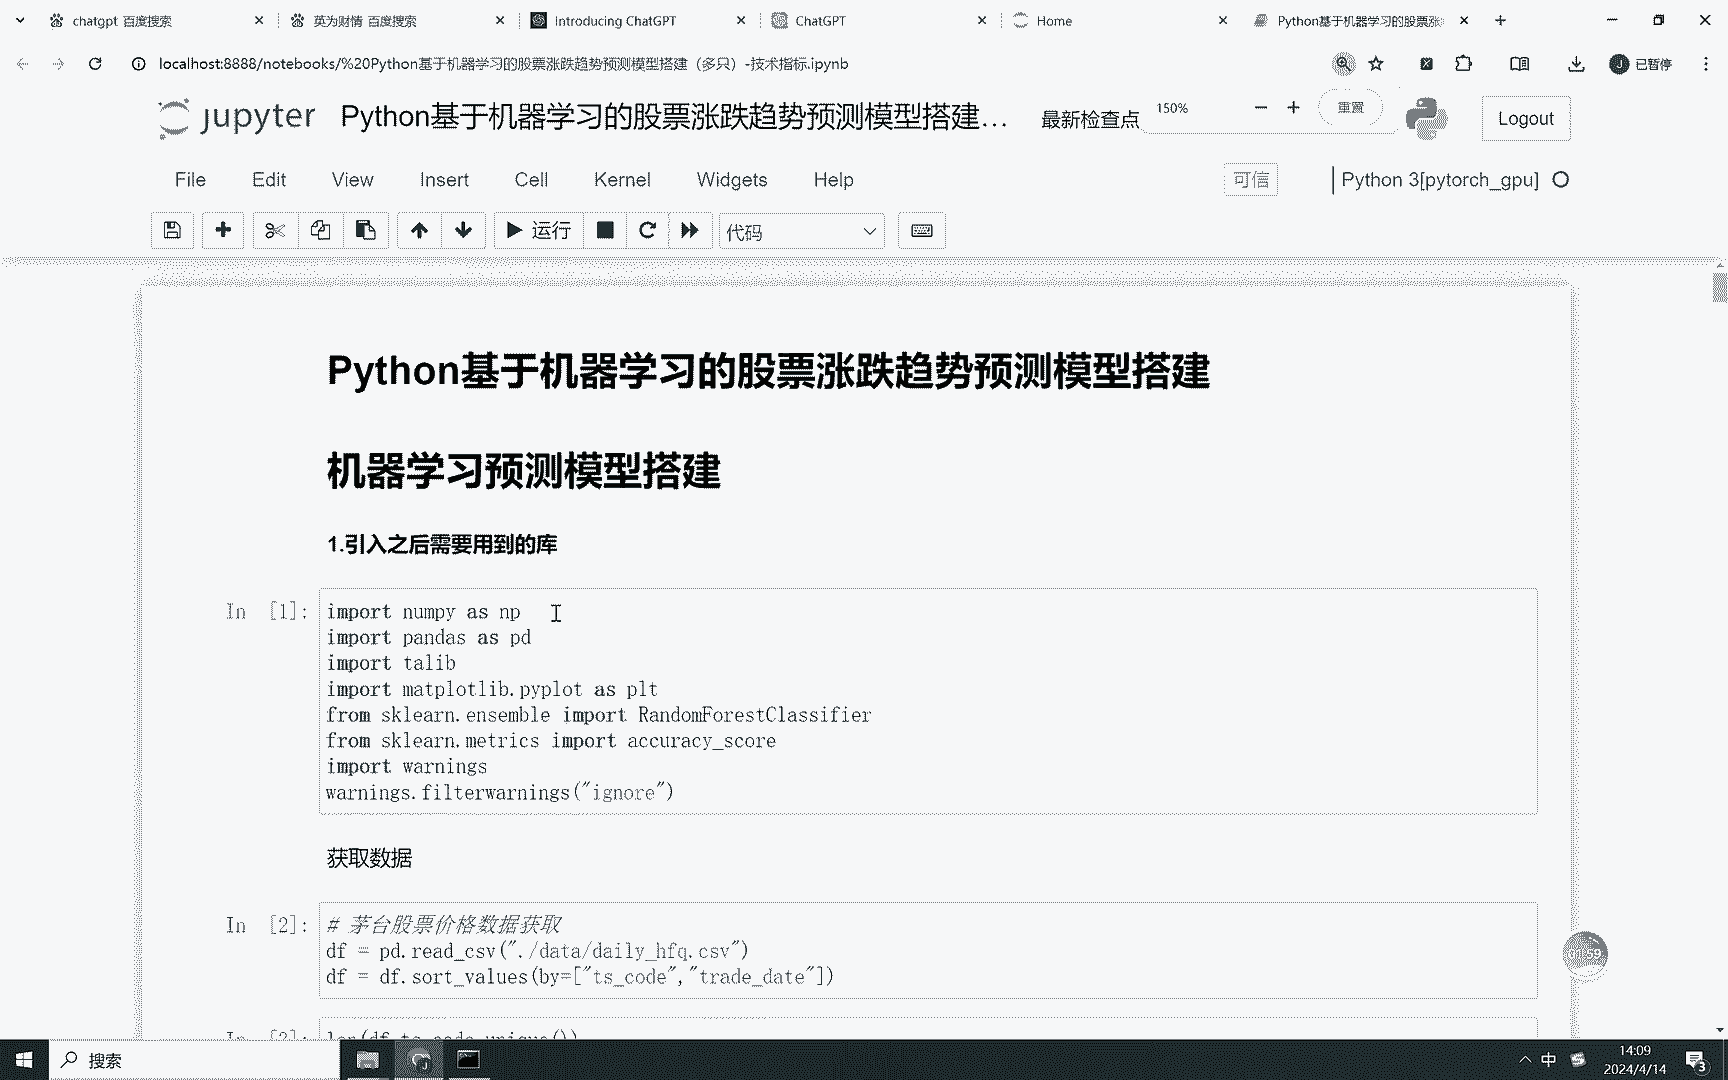 chatgpt 百度搜索
英为财情 百度搜索
Introducing ChatGPT
ChatGPT
Home
Python基于机器学习的股票涨
localhost:8888/notebooks/%20Python基于机器学习的股票涨跌趋势预测模型搭建（多只）-技术指标.ipynb
J 已暂停
jupyter Python基于机器学习的股票涨跌趋势预测模型搭建... 最新检查点
150%
重置
Logout
File Edit View Insert Cell Kernel Widgets Help
可信
Python 3[pytorch_gpu]
运行
代码
Python基于机器学习的股票涨跌趋势预测模型搭建
机器学习预测模型搭建
1.引入之后需要用到的库
In [1]:
import numpy as np
import pandas as pd
import talib
import matplotlib.pyplot as plt
from sklearn.ensemble import RandomForestClassifier
from sklearn.metrics import accuracy_score
import warnings
warnings.filterwarnings("ignore")
获取数据
In [2]:
# 茅台股票价格数据获取
df = pd.read_csv("./data/daily_hfq.csv")
df = df.sort_values(by=["ts_code","trade_date"])
In [3]:
len(df.ts_code.unique())
01:59
搜索
中
14:09
2024/4/14
3